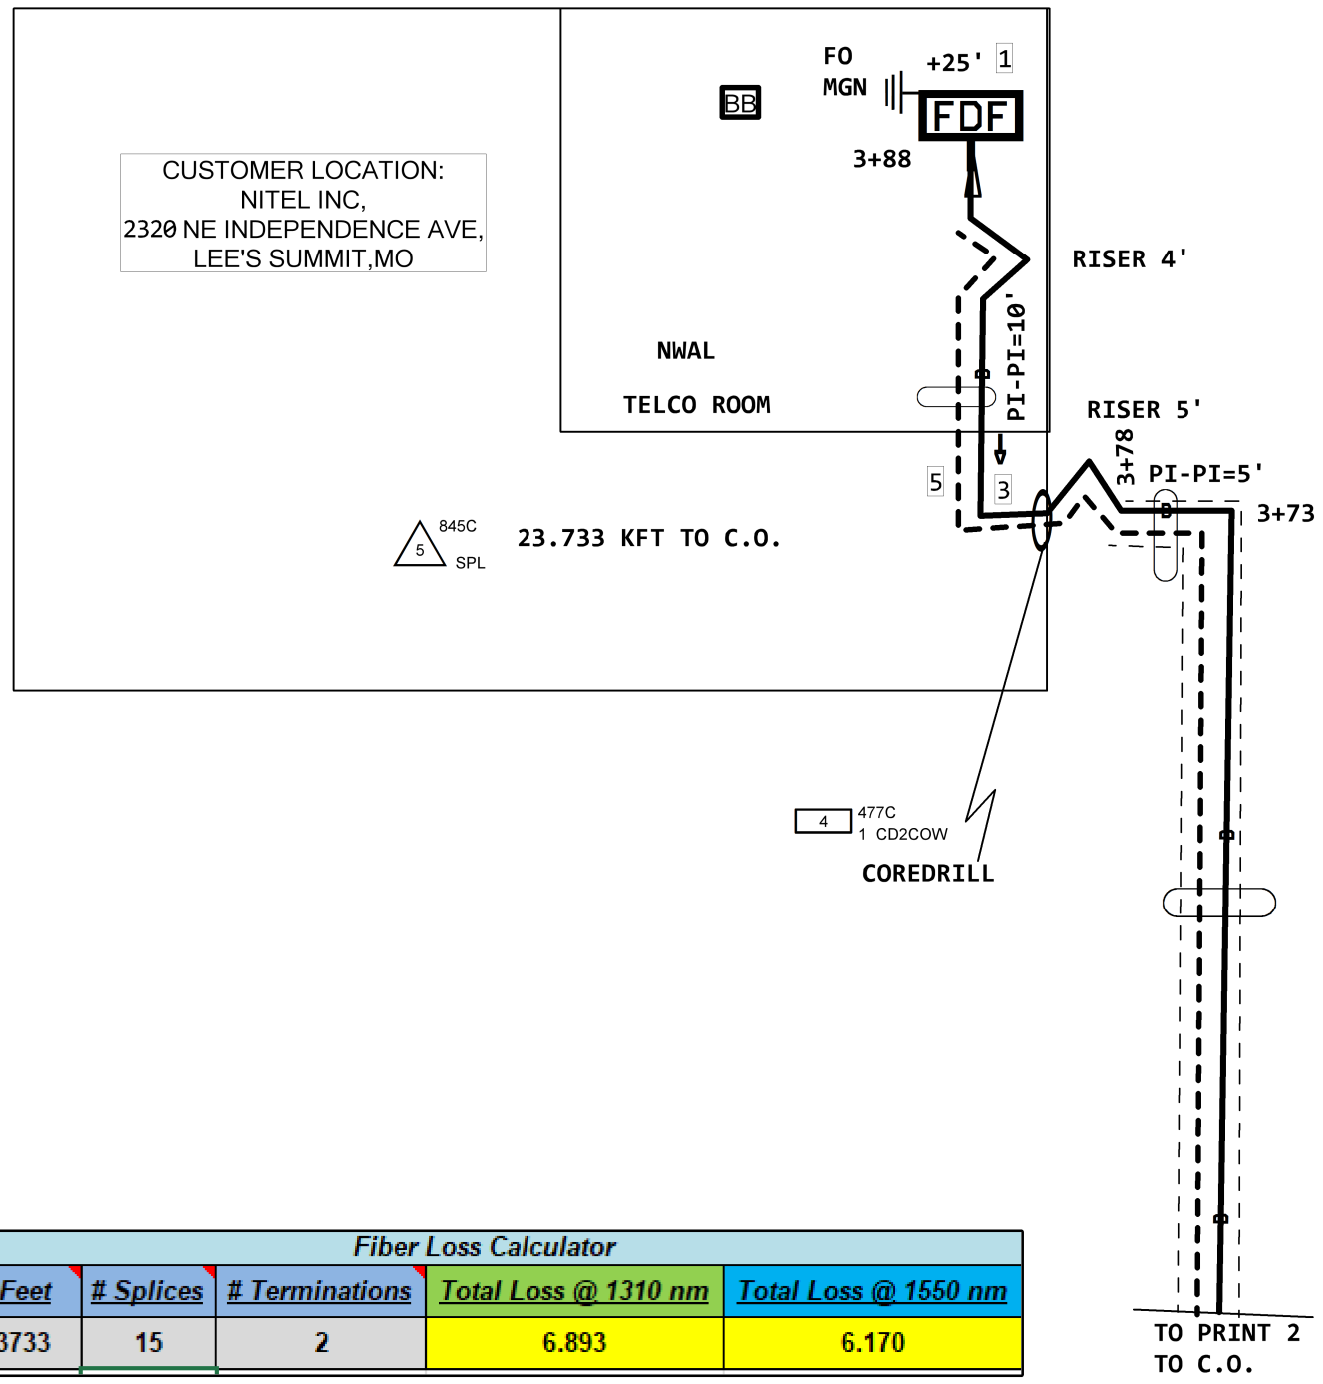 FO
MGN
+25' 1
BB
FDF
3+88
CUSTOMER LOCATION:
NITEL INC,
2320 NE INDEPENDENCE AVE,
LEE'S SUMMIT,MO
RISER 4'
PI-PI=10'
D
NWAL
TELCO ROOM
RISER 5'
3+78
PI-PI=5'
D
3+73
5
3
845C
5
SPL
23.733 KFT TO C.O.
4
477C
1 CD2COW
COREDRILL
D
D
Fiber Loss Calculator
Feet # Splices # Terminations Total Loss @ 1310 nm Total Loss @ 1550 nm
3733 15 2 6.893 6.170
TO PRINT 2
TO C.O.